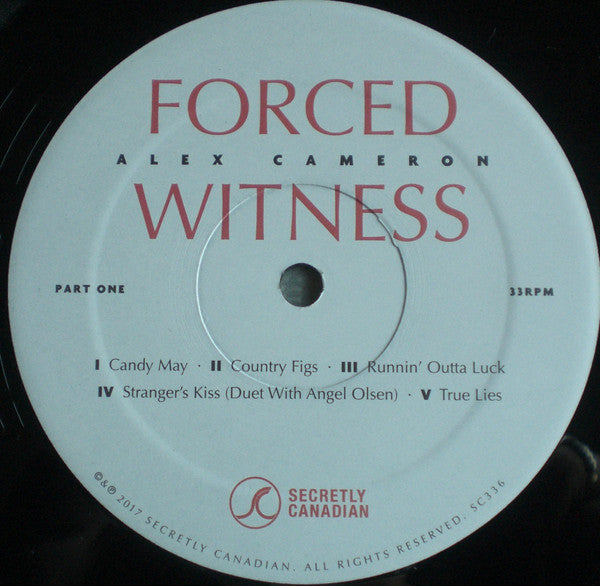 FORCED
ALEX CAMERON
WITNESS
PART ONE
33RPM
I Candy May · II Country Figs · III Runnin' Outta Luck
IV Stranger's Kiss (Duet With Angel Olsen) · V True Lies
SECRETLY
CANADIAN
©&℗ 2017 SECRETLY CANADIAN. ALL RIGHTS RESERVED. SC336